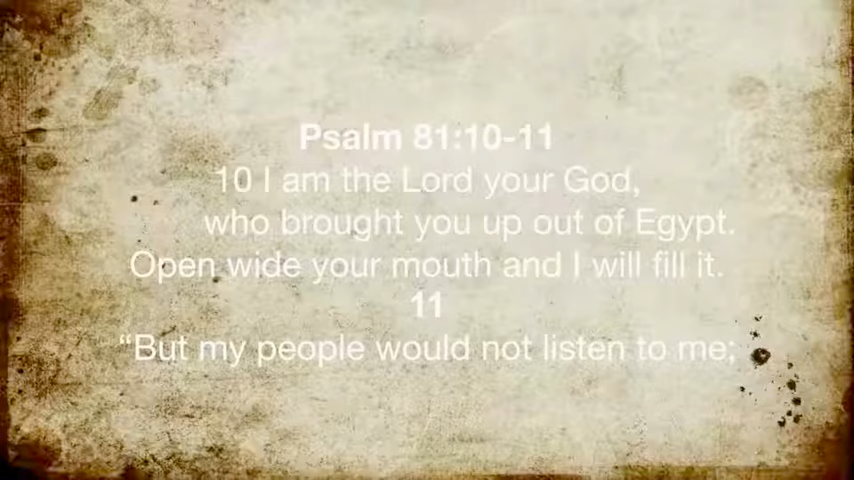 Psalm 81:10-11
10 I am the Lord your God,
who brought you up out of Egypt.
Open wide your mouth and I will fill it.
11
“But my people would not listen to me;